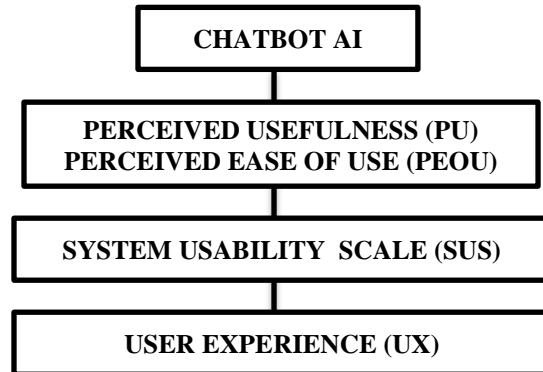 CHATBOT AI
PERCEIVED USEFULNESS (PU)
PERCEIVED EASE OF USE (PEOU)
SYSTEM USABILITY SCALE (SUS)
USER EXPERIENCE (UX)